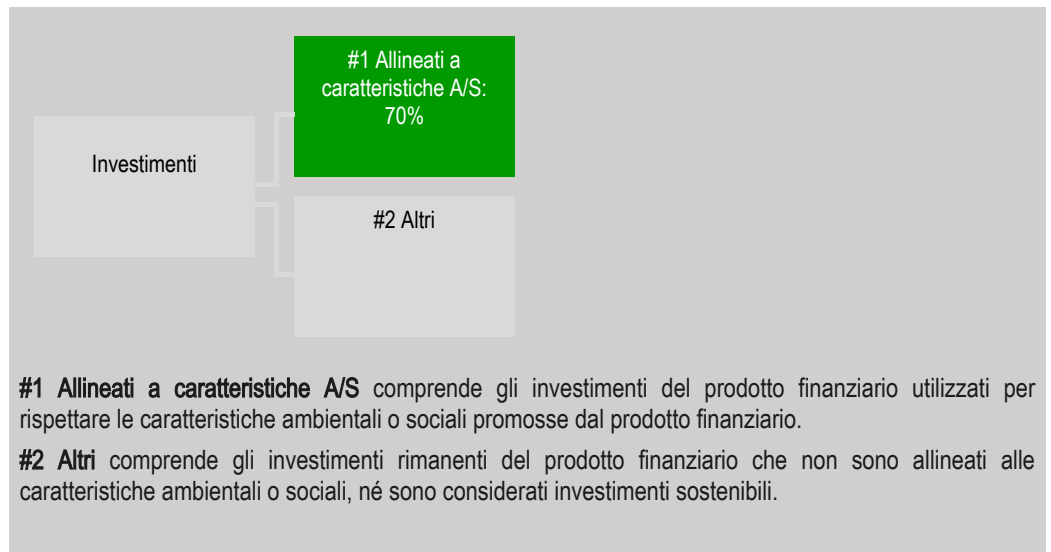 #1 Allineati a
caratteristiche A/S:
70%
Investimenti
#2 Altri
#1 Allineati a caratteristiche A/S comprende gli investimenti del prodotto finanziario utilizzati per
rispettare le caratteristiche ambientali o sociali promosse dal prodotto finanziario.
#2 Altri comprende gli investimenti rimanenti del prodotto finanziario che non sono allineati alle
caratteristiche ambientali o sociali, né sono considerati investimenti sostenibili.